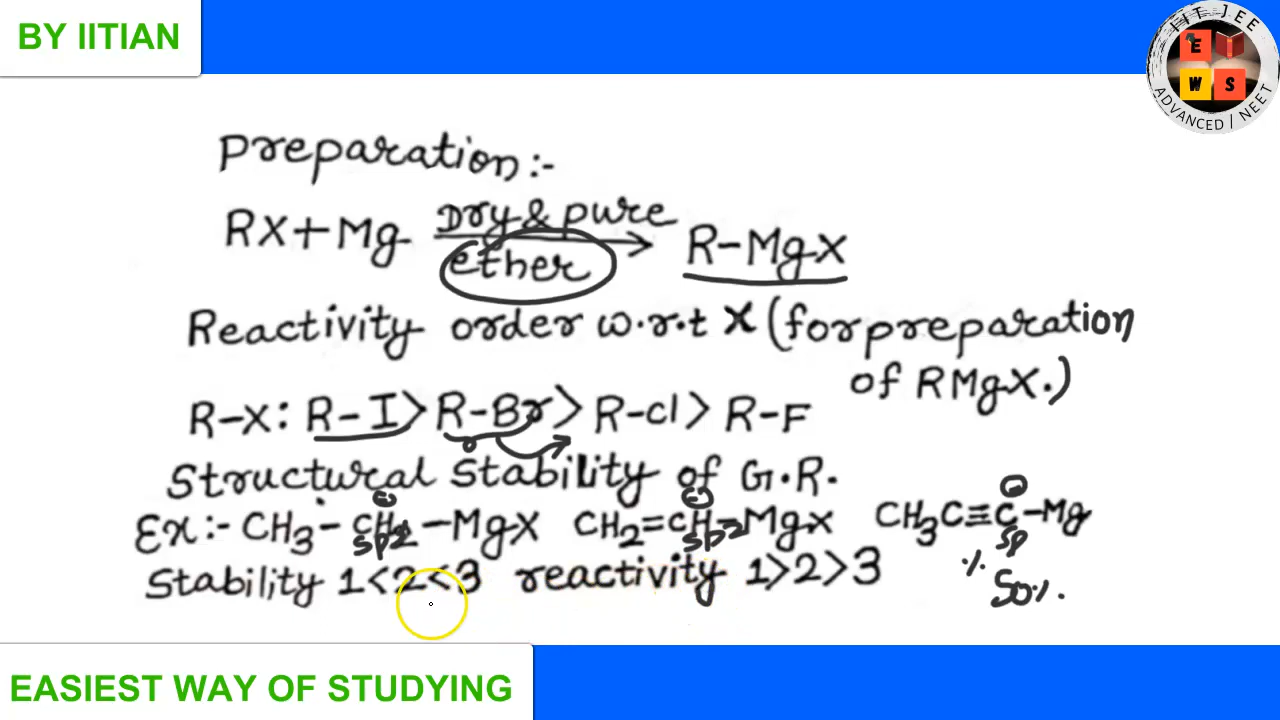 BY IITIAN
IIT JEE
E
W S
ADVANCED / NEET
Preparation:-
RX+Mg Dry & pure
ether R-MgX
Reactivity order w.r.t X (for preparation
of RMgX.)
R-X: R-I > R-Br > R-cl > R-F
Structural Stability of G.R.
Ex:- CH3-CH2-MgX CH2=CH-MgX CH3C≡C-Mg
sp2 sp
Stability 1<2<3 reactivity 1>2>3 % 50%.
EASIEST WAY OF STUDYING